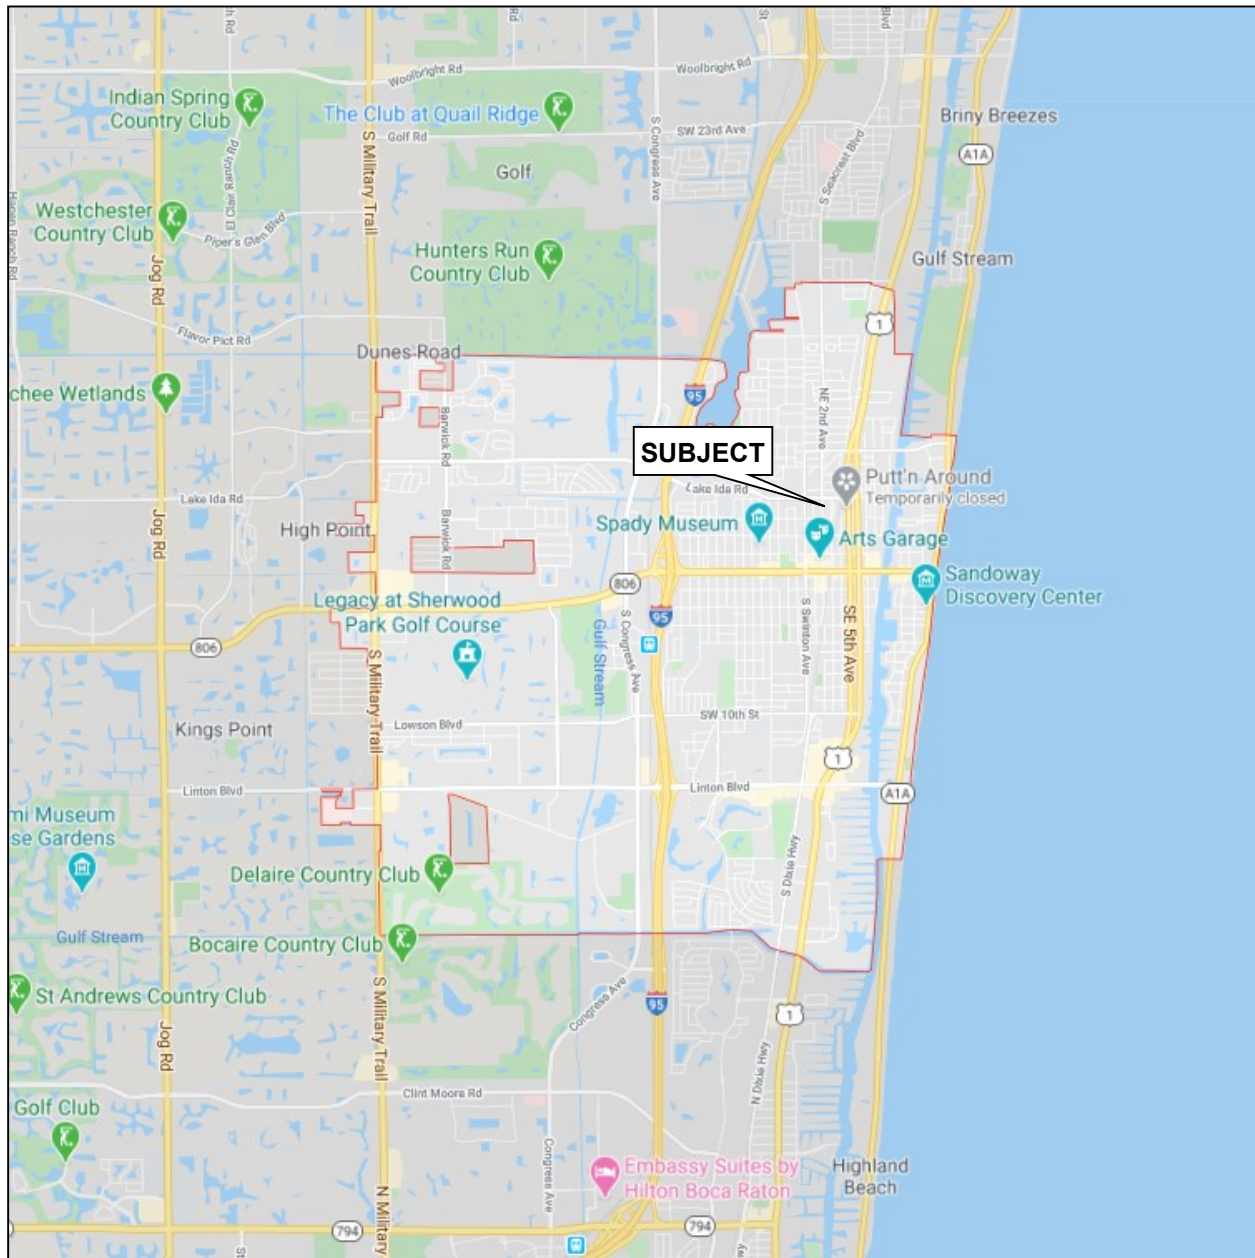 Rd
Rd
St
Blvd
Woolbright Rd
Woolbright Rd
Indian Spring
Country Club
The Club at Quail Ridge
Golf Rd
S Military Trail
S Congress Ave
SW 23rd Ave
Briny Breezes
A1A
S Seacrest Blvd
Golf
El Clair Ranch Rd
Hagen Ranch Rd
Westchester
Country Club
Piper's Glen Blvd
Hunters Run
Country Club
Gulf Stream
Jog Rd
Flavor Pict Rd
1
Dunes Road
chee Wetlands
95
NE 2nd Ave
Barwick Rd
SUBJECT
Putt'n Around
Temporarily closed
Lake Ida Rd
Lake Ida Rd
Jog Rd
High Point
Barwick Rd
Spady Museum
Arts Garage
806
Sandoway
Discovery Center
Legacy at Sherwood
Park Golf Course
95
S Swinton Ave
SE 5th Ave
806
S Congress Ave
Gulf Stream
S Military Trail
Kings Point
Lowson Blvd
SW 10th St
1
Linton Blvd
Linton Blvd
A1A
mi Museum
se Gardens
Delaire Country Club
S Dixie Hwy
Gulf Stream
Bocaire Country Club
St Andrews Country Club
S Military Trail
Congress Ave
95
1
Jog Rd
N Dixie Hwy
Clint Moore Rd
Golf Club
Congress Ave
Embassy Suites by
Hilton Boca Raton
Highland
Beach
N Military
794
794
St